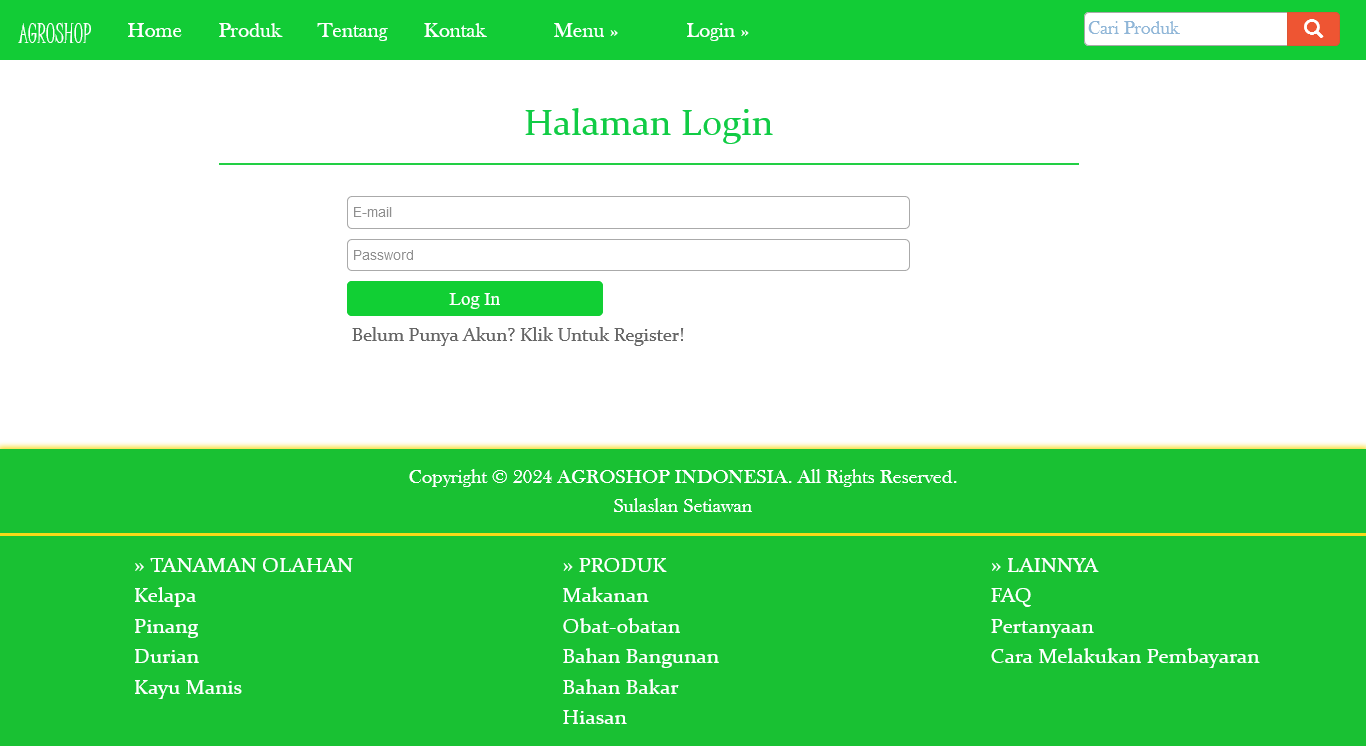 AGROSHOP Home Produk Tentang Kontak Menu » Login » Cari Produk
Halaman Login
E-mail
Password
Log In
Belum Punya Akun? Klik Untuk Register!
Copyright © 2024 AGROSHOP INDONESIA. All Rights Reserved.
Sulaslan Setiawan
» TANAMAN OLAHAN
Kelapa
Pinang
Durian
Kayu Manis
» PRODUK
Makanan
Obat-obatan
Bahan Bangunan
Bahan Bakar
Hiasan
» LAINNYA
FAQ
Pertanyaan
Cara Melakukan Pembayaran